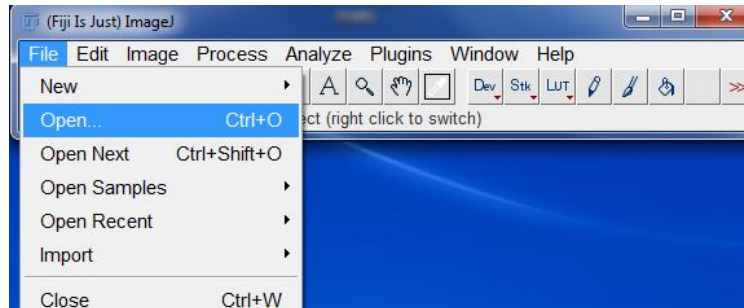 (Fiji Is Just) ImageJ
File Edit Image Process Analyze Plugins Window Help
New
A Dev Stk LUT >>
Open... Ctrl+O
ect (right click to switch)
Open Next Ctrl+Shift+O
Open Samples
Open Recent
Import
Close Ctrl+W